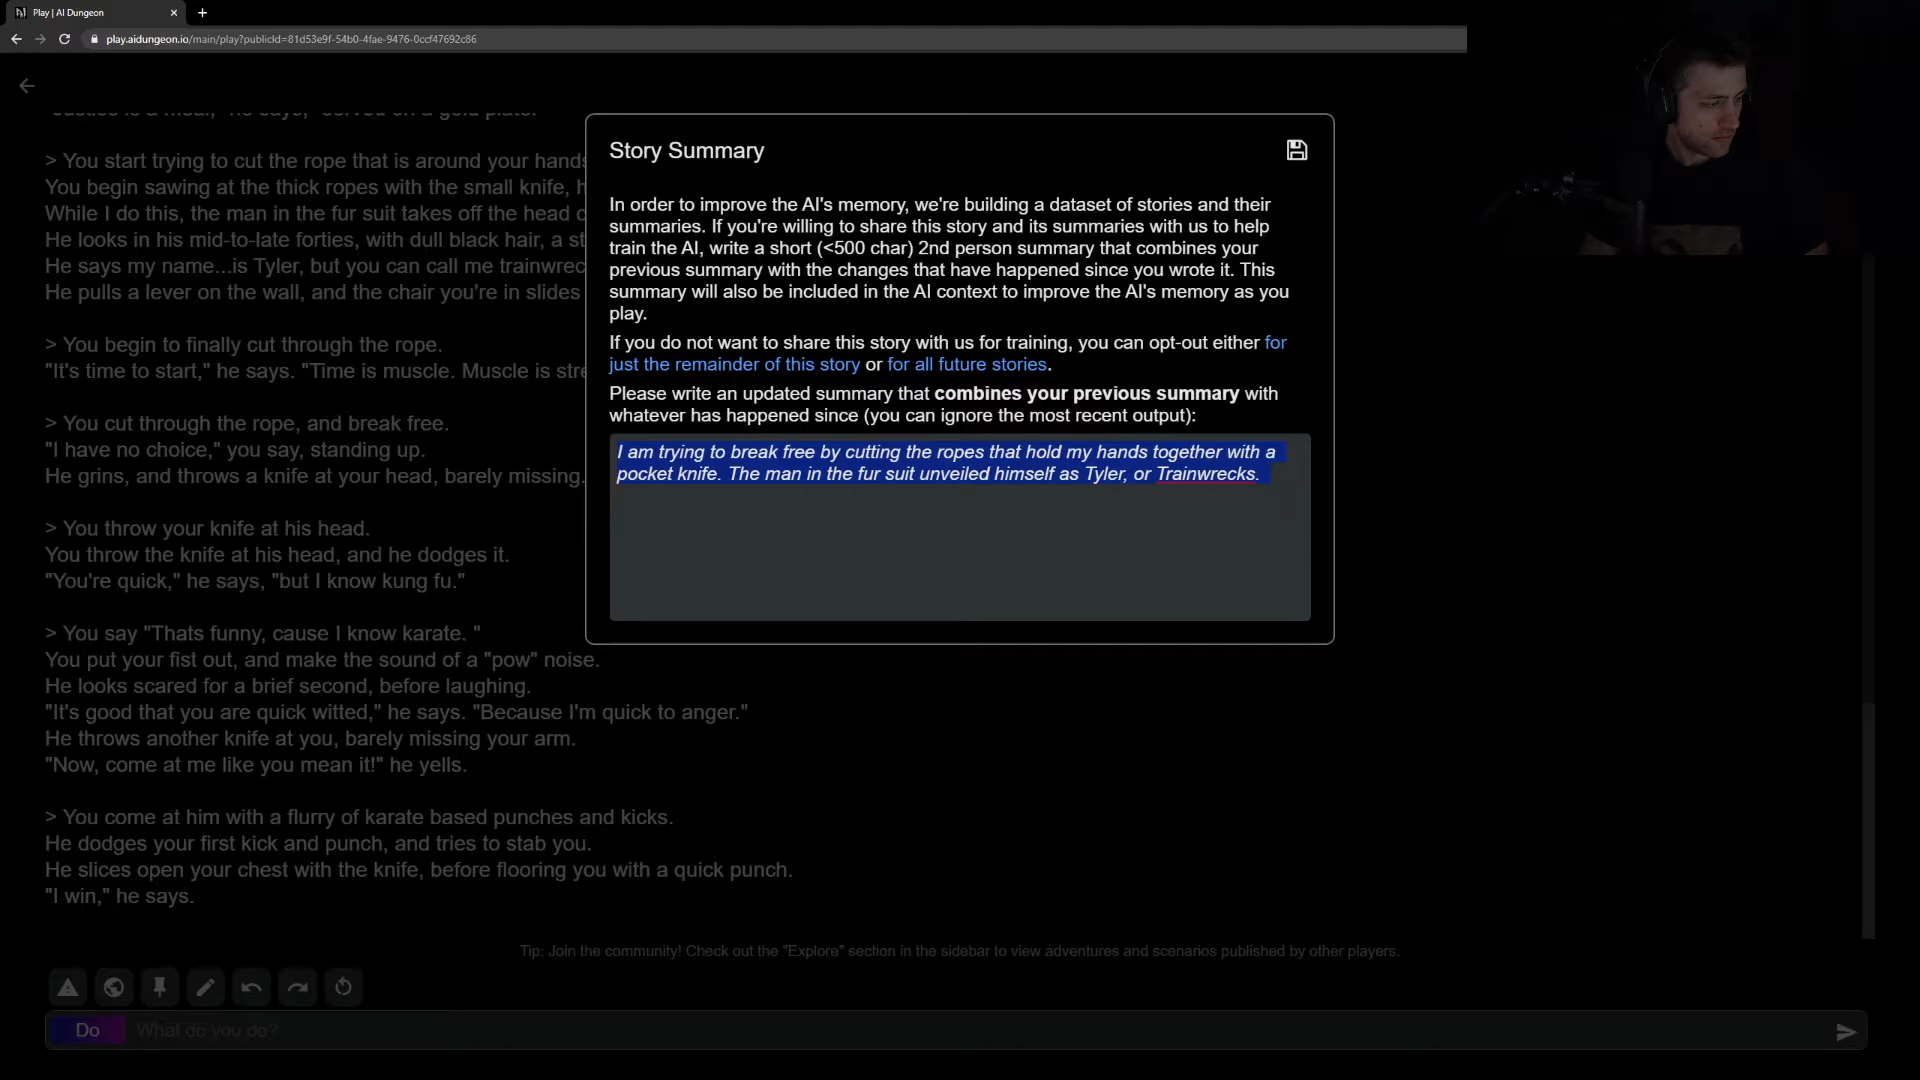 Play | AI Dungeon
play.aidungeon.io/main/play?publicId=81d53e9f-54b0-4fae-9476-0ccf47692c86
"Justice is a meal," he says, "served on a gold plate."
> You start trying to cut the rope that is around your hands
You begin sawing at the thick ropes with the small knife, h
While I do this, the man in the fur suit takes off the head o
He looks in his mid-to-late forties, with dull black hair, a st
He says my name...is Tyler, but you can call me trainwrec
He pulls a lever on the wall, and the chair you're in slides
> You begin to finally cut through the rope.
"It's time to start," he says. "Time is muscle. Muscle is stre
> You cut through the rope, and break free.
"I have no choice," you say, standing up.
He grins, and throws a knife at your head, barely missing.
> You throw your knife at his head.
You throw the knife at his head, and he dodges it.
"You're quick," he says, "but I know kung fu."
> You say "Thats funny, cause I know karate. "
You put your fist out, and make the sound of a "pow" noise.
He looks scared for a brief second, before laughing.
"It's good that you are quick witted," he says. "Because I'm quick to anger."
He throws another knife at you, barely missing your arm.
"Now, come at me like you mean it!" he yells.
> You come at him with a flurry of karate based punches and kicks.
He dodges your first kick and punch, and tries to stab you.
He slices open your chest with the knife, before flooring you with a quick punch.
"I win," he says.
Story Summary
In order to improve the AI's memory, we're building a dataset of stories and their
summaries. If you're willing to share this story and its summaries with us to help
train the AI, write a short (<500 char) 2nd person summary that combines your
previous summary with the changes that have happened since you wrote it. This
summary will also be included in the AI context to improve the AI's memory as you
play.
If you do not want to share this story with us for training, you can opt-out either for
just the remainder of this story or for all future stories.
Please write an updated summary that combines your previous summary with
whatever has happened since (you can ignore the most recent output):
I am trying to break free by cutting the ropes that hold my hands together with a
pocket knife. The man in the fur suit unveiled himself as Tyler, or Trainwrecks.
Tip: Join the community! Check out the "Explore" section in the sidebar to view adventures and scenarios published by other players.
Do What do you do?